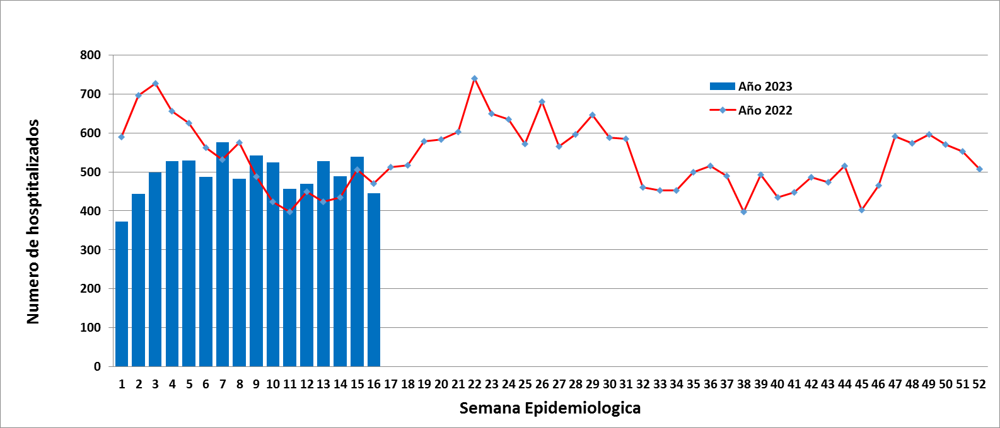 800
700
600
500
400
300
200
100
0
Numero de hosptitalizados
Año 2023
Año 2022
1 2 3 4 5 6 7 8 9 10 11 12 13 14 15 16 17 18 19 20 21 22 23 24 25 26 27 28 29 30 31 32 33 34 35 36 37 38 39 40 41 42 43 44 45 46 47 48 49 50 51 52
Semana Epidemiologica